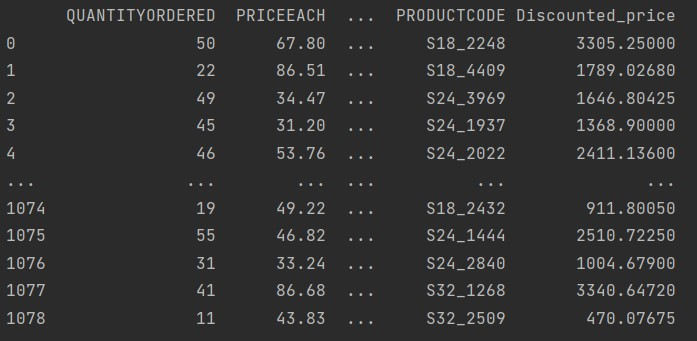 QUANTITYORDERED PRICEEACH ... PRODUCTCODE Discounted_price
0 50 67.80 ... S18_2248 3305.25000
1 22 86.51 ... S18_4409 1789.02680
2 49 34.47 ... S24_3969 1646.80425
3 45 31.20 ... S24_1937 1368.90000
4 46 53.76 ... S24_2022 2411.13600
... ... ... ... ... ...
1074 19 49.22 ... S18_2432 911.80050
1075 55 46.82 ... S24_1444 2510.72250
1076 31 33.24 ... S24_2840 1004.67900
1077 41 86.68 ... S32_1268 3340.64720
1078 11 43.83 ... S32_2509 470.07675